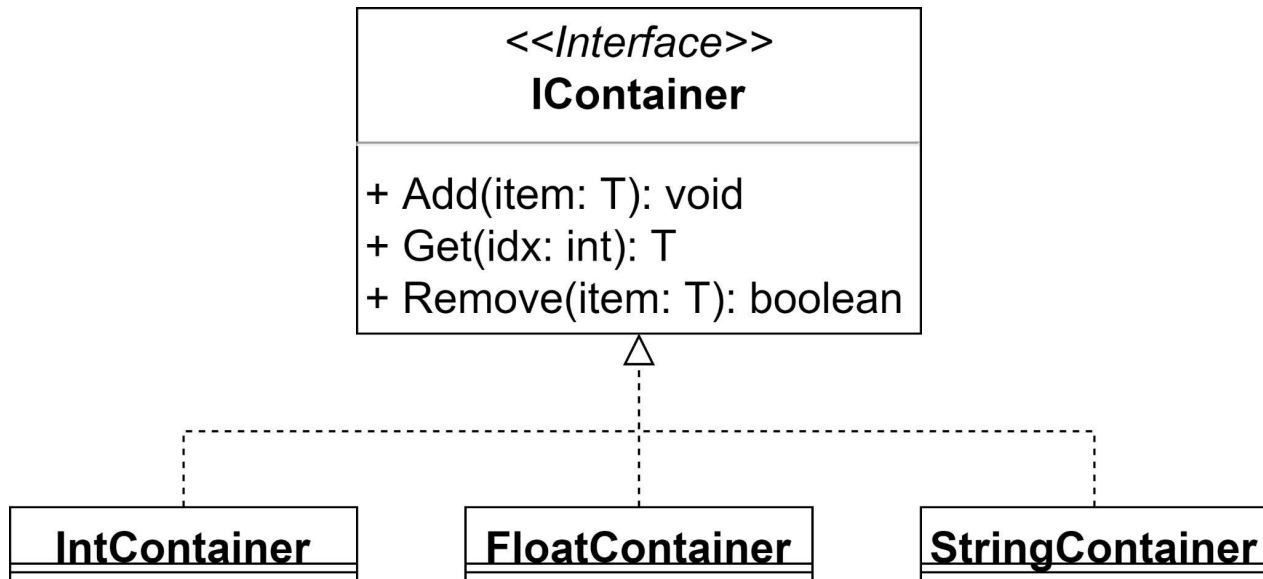 <<Interface>>
IContainer
+ Add(item: T): void
+ Get(idx: int): T
+ Remove(item: T): boolean
IntContainer
FloatContainer
StringContainer